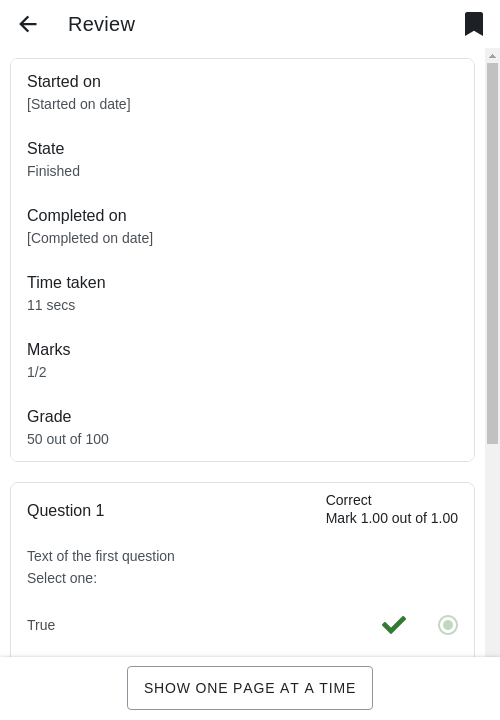 Review
Started on
[Started on date]
State
Finished
Completed on
[Completed on date]
Time taken
11 secs
Marks
1/2
Grade
50 out of 100
Question 1
Correct
Mark 1.00 out of 1.00
Text of the first question
Select one:
True
SHOW ONE PAGE AT A TIME